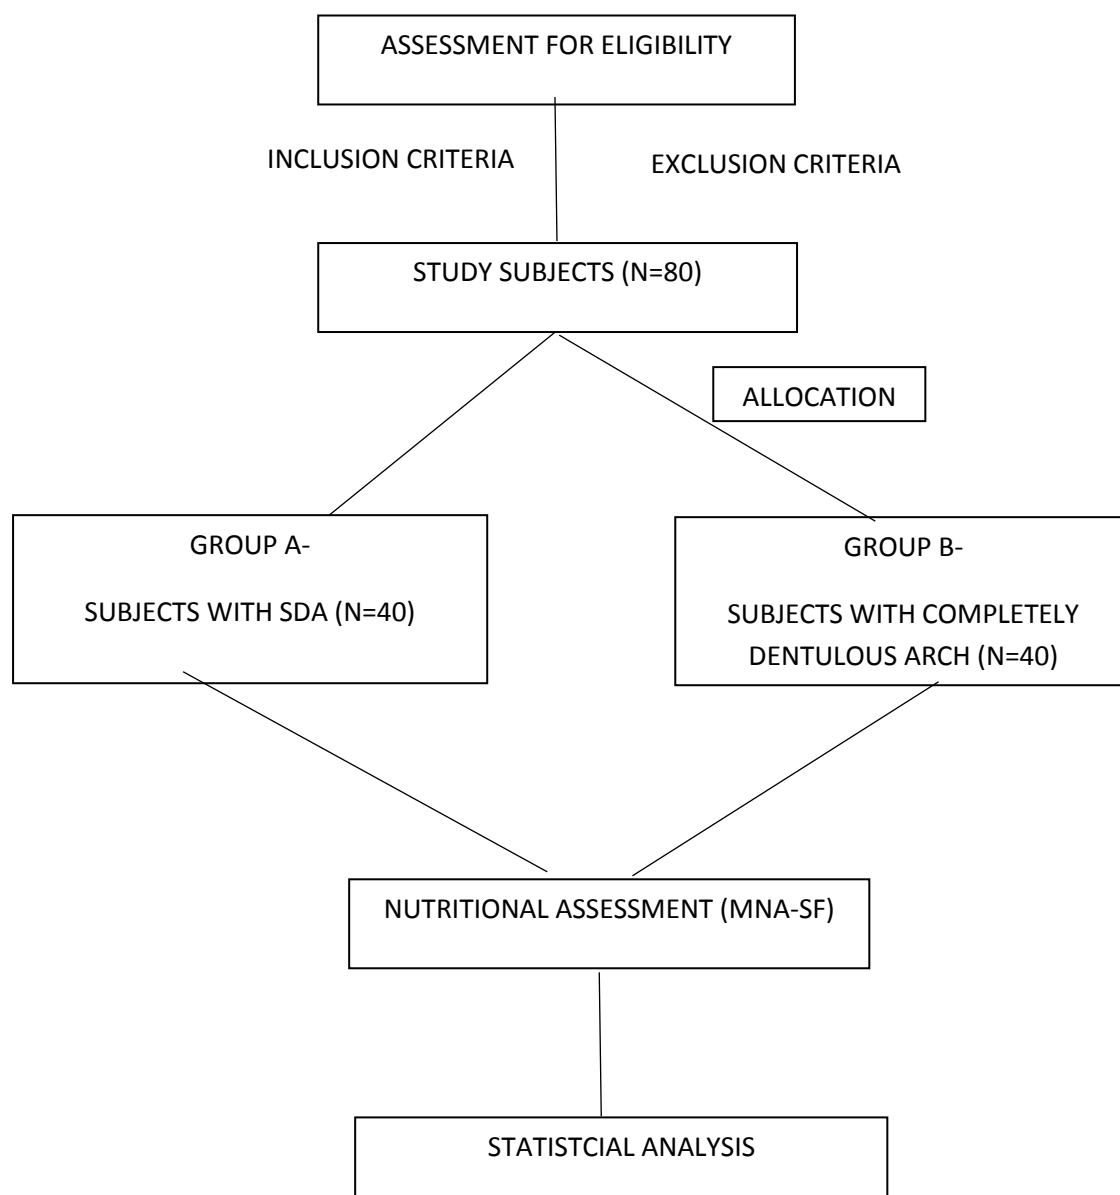 ASSESSMENT FOR ELIGIBILITY
INCLUSION CRITERIA
EXCLUSION CRITERIA
STUDY SUBJECTS (N=80)
ALLOCATION
GROUP A-
SUBJECTS WITH SDA (N=40)
GROUP B-
SUBJECTS WITH COMPLETELY
DENTULOUS ARCH (N=40)
NUTRITIONAL ASSESSMENT (MNA-SF)
STATISTCIAL ANALYSIS